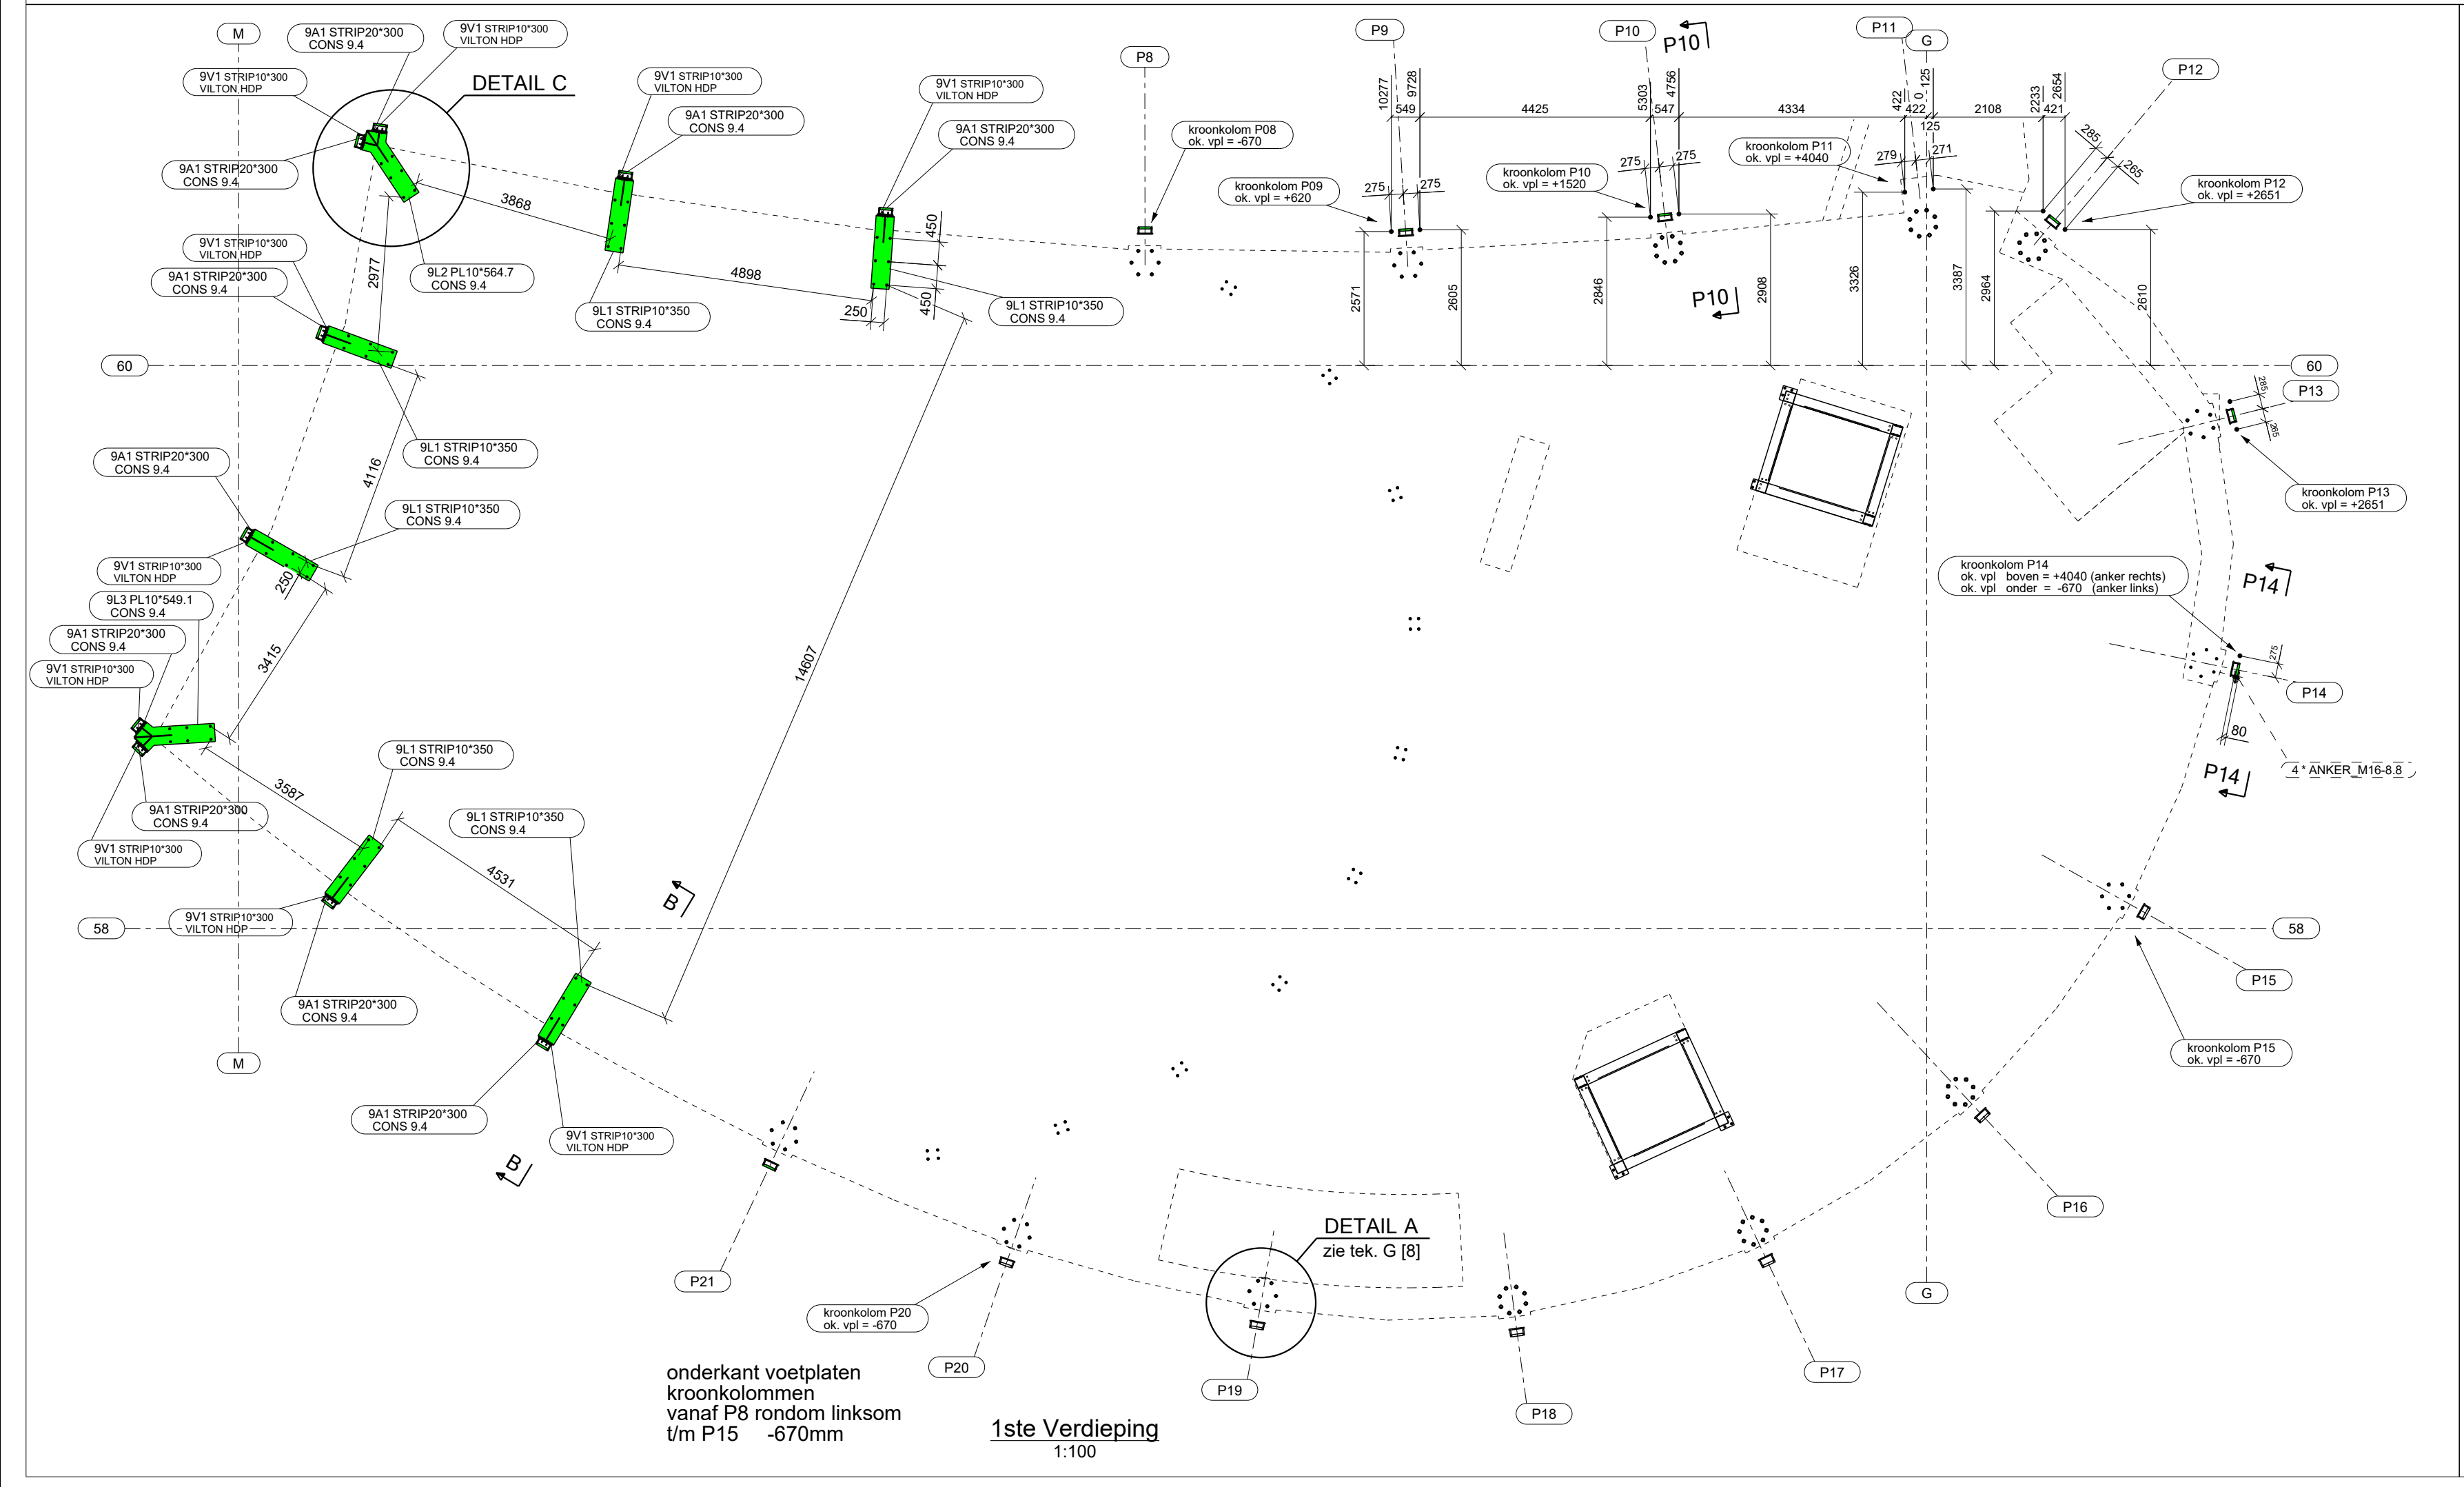 M
9A1 STRIP20*300
CONS 9.4
9V1 STRIP10*300
VILTON HDP
9V1 STRIP10*300
VILTON HDP
DETAIL C
9A1 STRIP20*300
CONS 9.4
9V1 STRIP10*300
VILTON HDP
9A1 STRIP20*300
CONS 9.4
9V1 STRIP10*300
VILTON HDP
9A1 STRIP20*300
CONS 9.4
P8
kroonkolom P08
ok. vpl = -670
P9
P10
P10
P11
G
P12
10277
9728
549
4425
5303
4756
547
4334
422
0
125
422
125
2108
2233
2654
421
285
265
kroonkolom P09
ok. vpl = +620
275
275
kroonkolom P10
ok. vpl = +1520
275
275
kroonkolom P11
ok. vpl = +4040
279
271
kroonkolom P12
ok. vpl = +2651
3868
2977
9L2 PL10*564.7
CONS 9.4
4898
9L1 STRIP10*350
CONS 9.4
450
450
250
9L1 STRIP10*350
CONS 9.4
2571
2605
2846
2908
P10
3326
3387
2964
2610
9V1 STRIP10*300
VILTON HDP
9A1 STRIP20*300
CONS 9.4
60
60
285
265
P13
kroonkolom P13
ok. vpl = +2651
9L1 STRIP10*350
CONS 9.4
4116
9A1 STRIP20*300
CONS 9.4
9L1 STRIP10*350
CONS 9.4
9V1 STRIP10*300
VILTON HDP
250
9L3 PL10*549.1
CONS 9.4
9A1 STRIP20*300
CONS 9.4
9V1 STRIP10*300
VILTON HDP
3415
14607
kroonkolom P14
ok. vpl boven = +4040 (anker rechts)
ok. vpl onder = -670 (anker links)
P14
275
P14
80
P14
4 * ANKER_M16-8.8
9A1 STRIP20*300
CONS 9.4
9V1 STRIP10*300
VILTON HDP
3587
9L1 STRIP10*350
CONS 9.4
9L1 STRIP10*350
CONS 9.4
4531
B
9V1 STRIP10*300
VILTON HDP
58
58
9A1 STRIP20*300
CONS 9.4
P15
kroonkolom P15
ok. vpl = -670
M
9A1 STRIP20*300
CONS 9.4
9V1 STRIP10*300
VILTON HDP
B
P21
kroonkolom P20
ok. vpl = -670
P20
DETAIL A
zie tek. G [8]
P19
P18
P17
P16
G
onderkant voetplaten
kroonkolommen
vanaf P8 rondom linksom
t/m P15 -670mm
1ste Verdieping
1:100